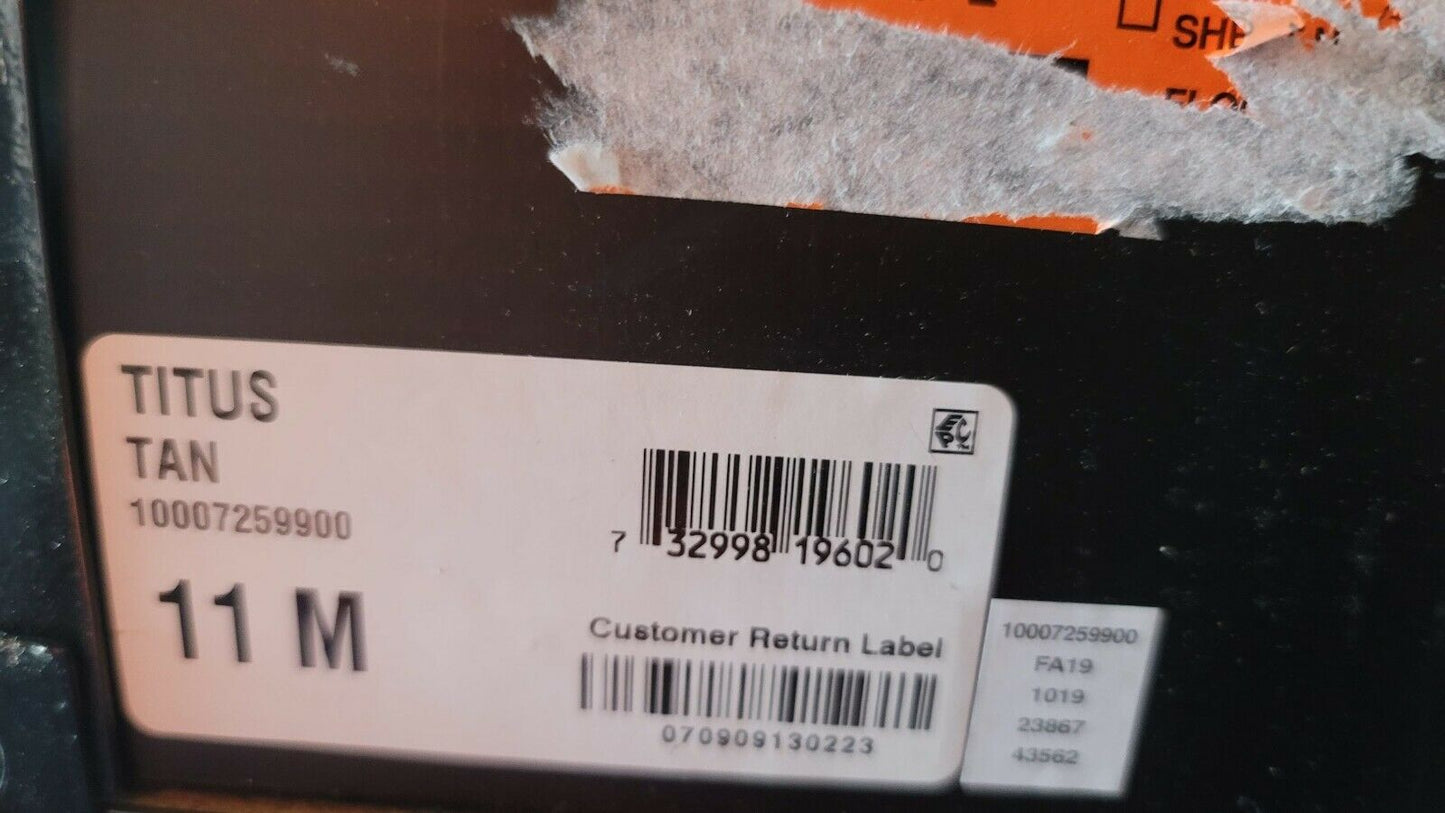 TITUS
TAN
10007259900
11 M
7 32998 19602 0
Customer Return Label
070909130223
10007259900
FA19
1019
23867
43562